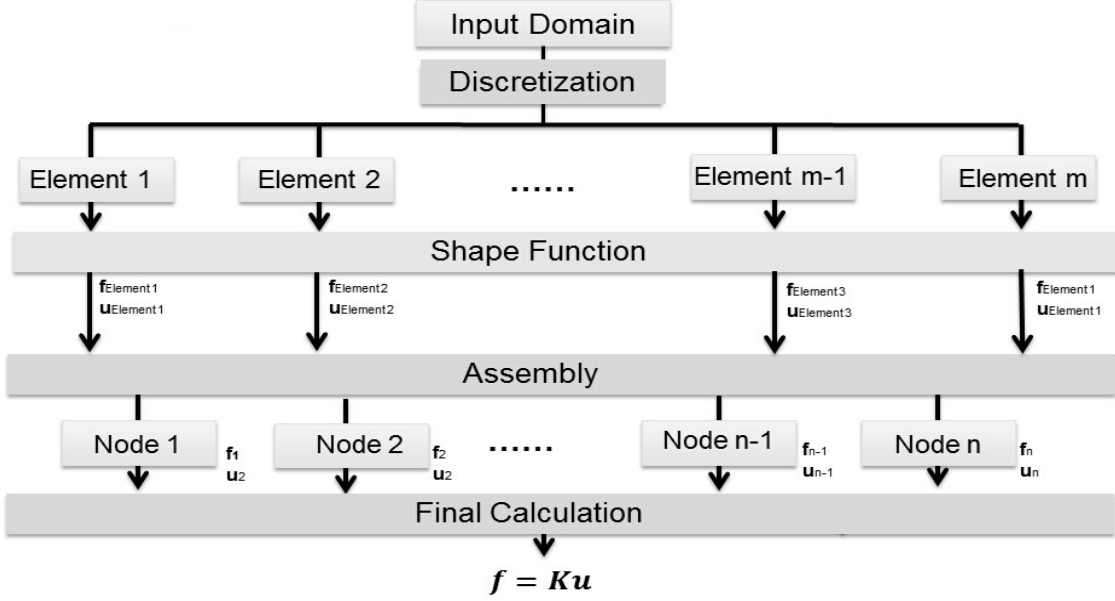 Input Domain
Discretization
Element 1
Element 2
......
Element m-1
Element m
Shape Function
fElement1
uElement1
fElement2
uElement2
fElement3
uElement3
fElement1
uElement1
Assembly
Node 1
f1
u2
Node 2
f2
u2
......
Node n-1
fn-1
un-1
Node n
fn
un
Final Calculation
f = Ku